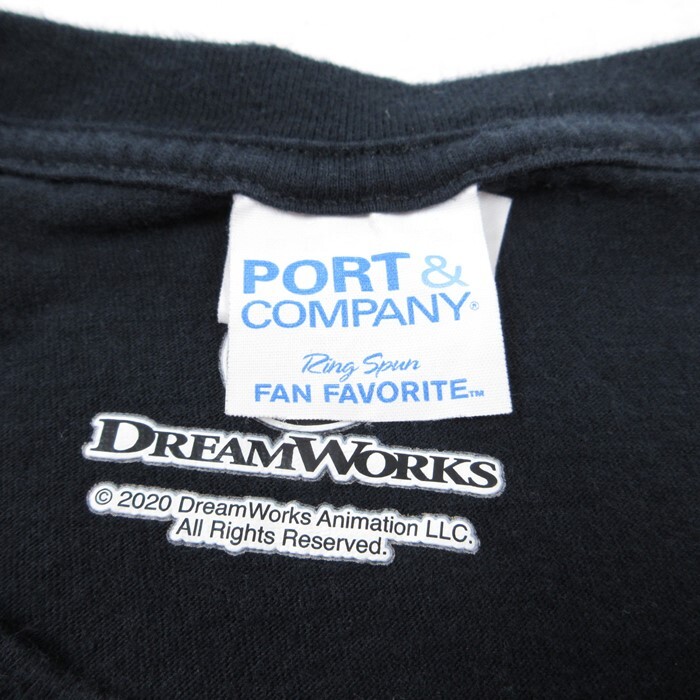 PORT &
COMPANY®
Ring Spun
FAN FAVORITE™
DREAMWORKS
© 2020 DreamWorks Animation LLC.
All Rights Reserved.